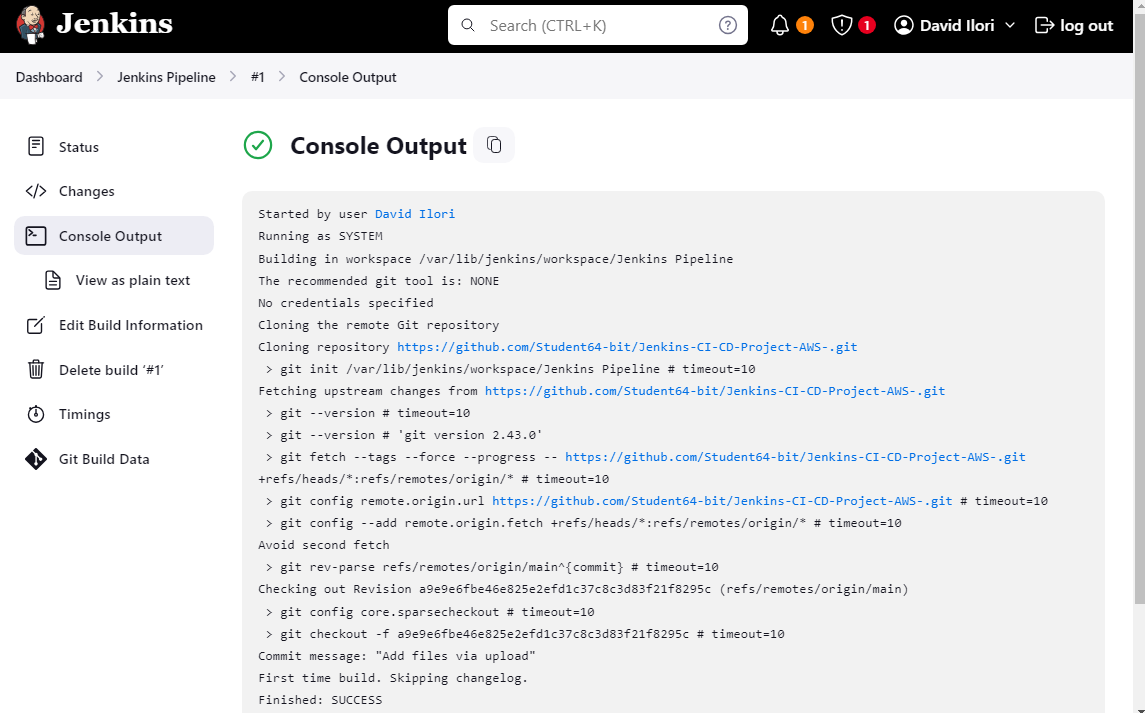 Jenkins
Search (CTRL+K)
1
1
David Ilori
log out
Dashboard > Jenkins Pipeline > #1 > Console Output
Status
Changes
Console Output
View as plain text
Edit Build Information
Delete build ‘#1’
Timings
Git Build Data
Console Output
Started by user David Ilori
Running as SYSTEM
Building in workspace /var/lib/jenkins/workspace/Jenkins Pipeline
The recommended git tool is: NONE
No credentials specified
Cloning the remote Git repository
Cloning repository https://github.com/Student64-bit/Jenkins-CI-CD-Project-AWS-.git
 > git init /var/lib/jenkins/workspace/Jenkins Pipeline # timeout=10
Fetching upstream changes from https://github.com/Student64-bit/Jenkins-CI-CD-Project-AWS-.git
 > git --version # timeout=10
 > git --version # 'git version 2.43.0'
 > git fetch --tags --force --progress -- https://github.com/Student64-bit/Jenkins-CI-CD-Project-AWS-.git
+refs/heads/*:refs/remotes/origin/* # timeout=10
 > git config remote.origin.url https://github.com/Student64-bit/Jenkins-CI-CD-Project-AWS-.git # timeout=10
 > git config --add remote.origin.fetch +refs/heads/*:refs/remotes/origin/* # timeout=10
Avoid second fetch
 > git rev-parse refs/remotes/origin/main^{commit} # timeout=10
Checking out Revision a9e9e6fbe46e825e2efd1c37c8c3d83f21f8295c (refs/remotes/origin/main)
 > git config core.sparsecheckout # timeout=10
 > git checkout -f a9e9e6fbe46e825e2efd1c37c8c3d83f21f8295c # timeout=10
Commit message: "Add files via upload"
First time build. Skipping changelog.
Finished: SUCCESS